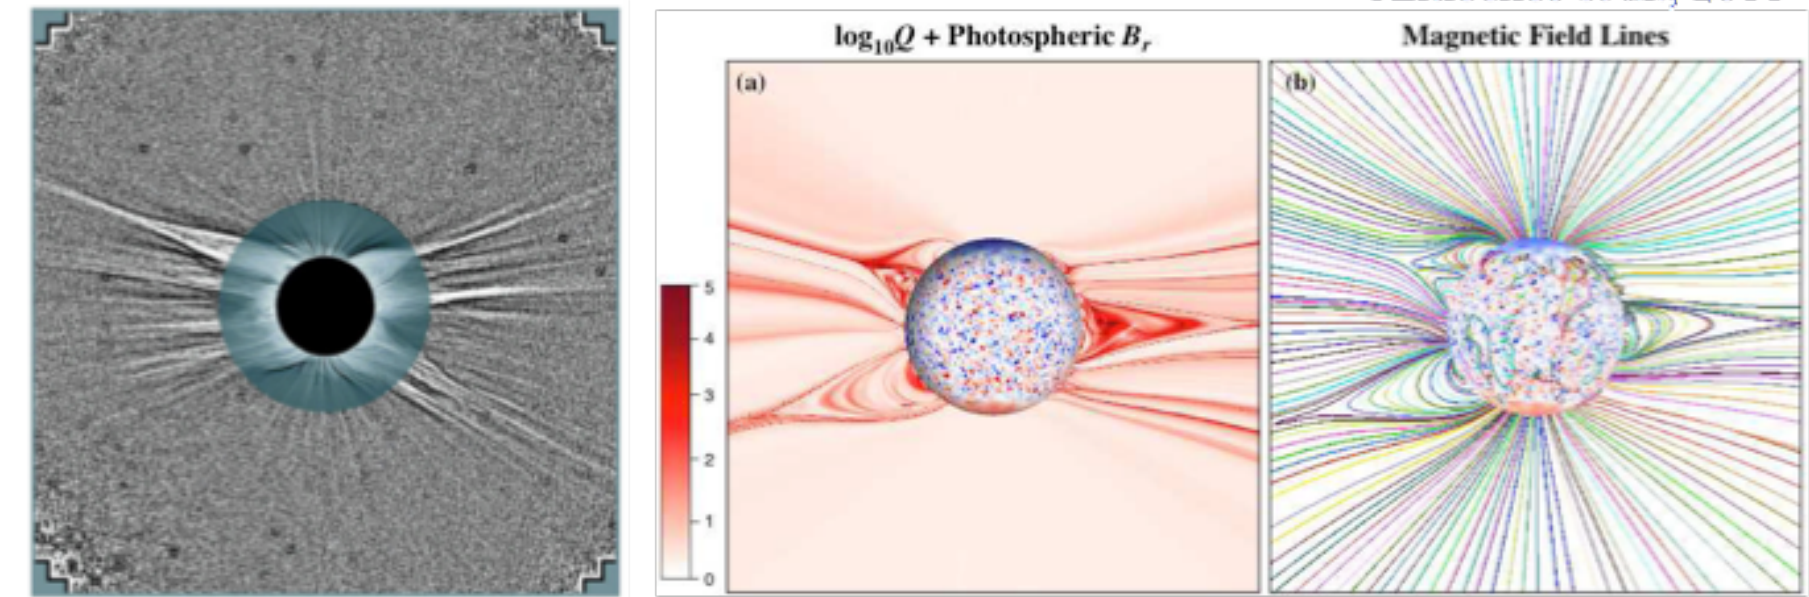 log₁₀Q + Photospheric Bᵣ
Magnetic Field Lines
(a)
(b)
5
4
3
2
1
0